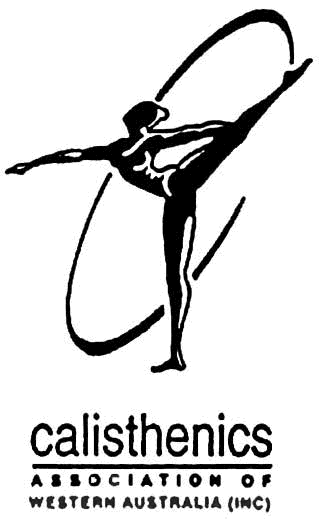 calisthenics
ASSOCIATION OF
WESTERN AUSTRALIA (INC)